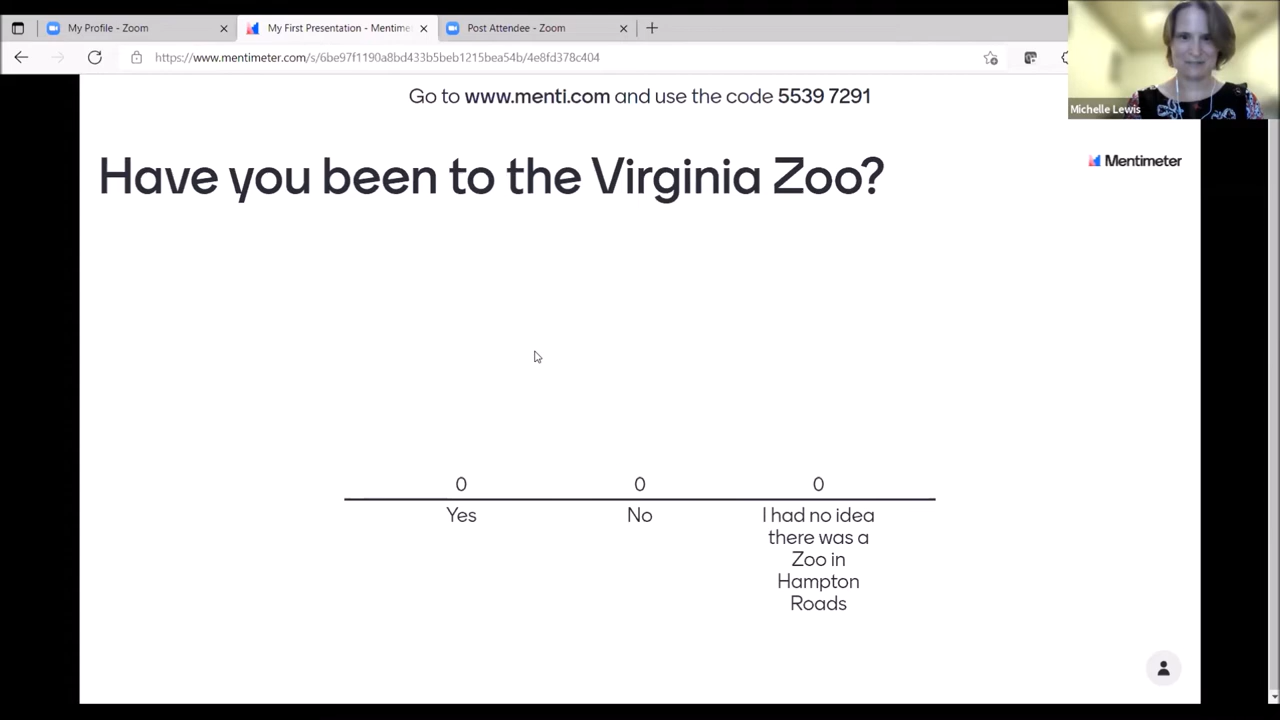 My Profile - Zoom
My First Presentation - Mentime
Post Attendee - Zoom
https://www.mentimeter.com/s/6be97f1190a8bd433b5beb1215bea54b/4e8fd378c404
Michelle Lewis
Go to www.menti.com and use the code 5539 7291
Mentimeter
Have you been to the Virginia Zoo?
0
0
0
Yes
No
I had no idea
there was a
Zoo in
Hampton
Roads